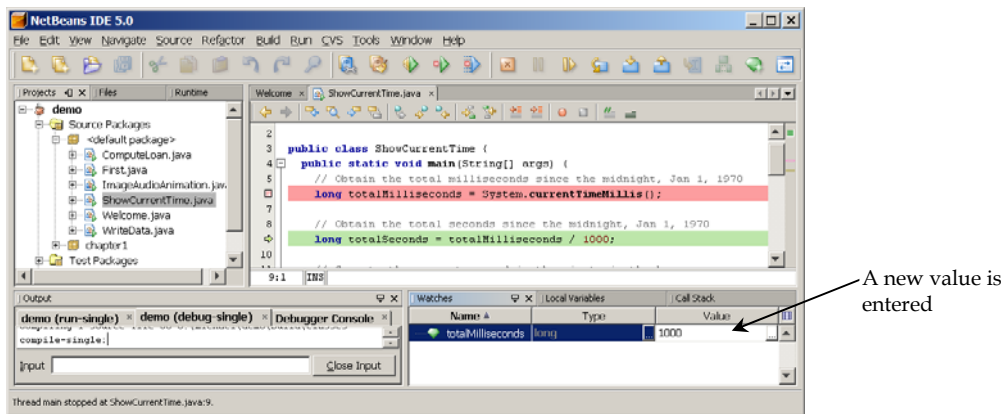 NetBeans IDE 5.0
File Edit View Navigate Source Refactor Build Run CVS Tools Window Help
Projects Files Runtime
demo
Source Packages
<default package>
ComputeLoan.java
First.java
ImageAudioAnimation.jav
ShowCurrentTime.java
Welcome.java
WriteData.java
chapter1
Test Packages
Welcome ShowCurrentTime.java
2
3 public class ShowCurrentTime {
4 public static void main(String[] args) {
5 // Obtain the total milliseconds since the midnight, Jan 1, 1970
long totalMilliseconds = System.currentTimeMillis();
7
8 // Obtain the total seconds since the midnight, Jan 1, 1970
long totalSeconds = totalMilliseconds / 1000;
10
9:1 INS
Output
demo (run-single) demo (debug-single) Debugger Console
compile-single:
Input Close Input
Watches Local Variables Call Stack
Name Type Value
totalMilliseconds long ... 1000 ...
A new value is
entered
Thread main stopped at ShowCurrentTime.java:9.